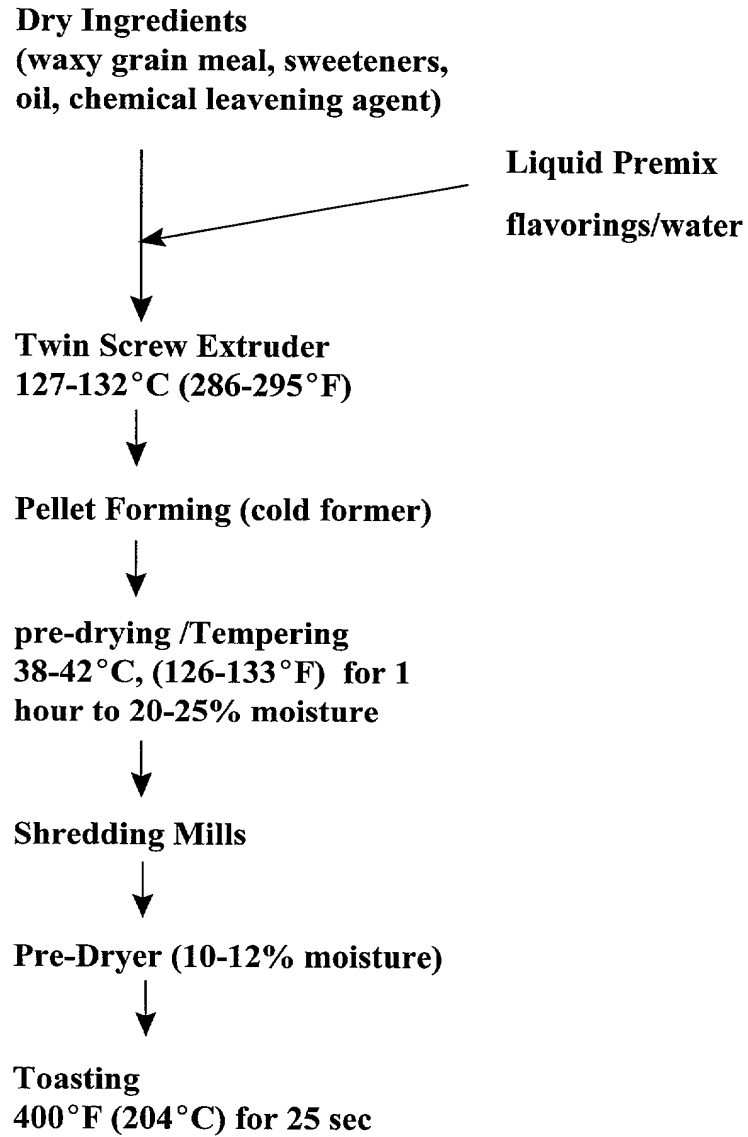 Dry Ingredients
(waxy grain meal, sweeteners,
oil, chemical leavening agent)
Liquid Premix
flavorings/water
Twin Screw Extruder
127-132°C (286-295°F)
Pellet Forming (cold former)
pre-drying /Tempering
38-42°C, (126-133°F) for 1
hour to 20-25% moisture
Shredding Mills
Pre-Dryer (10-12% moisture)
Toasting
400°F (204°C) for 25 sec